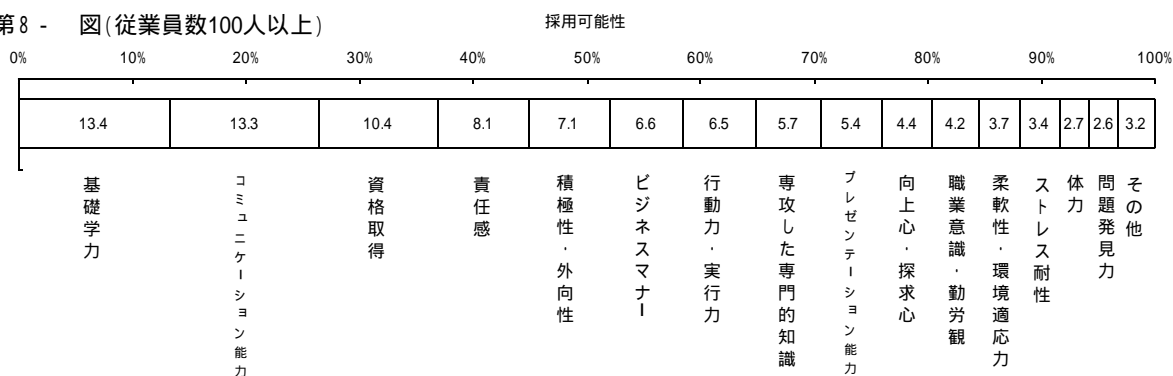 第8 - 図(従業員数100人以上)
採用可能性
0% 10% 20% 30% 40% 50% 60% 70% 80% 90% 100%
13.4 13.3 10.4 8.1 7.1 6.6 6.5 5.7 5.4 4.4 4.2 3.7 3.4 2.7 2.6 3.2
基礎学力
コミュニケーション能力
資格取得
責任感
積極性・外向性
ビジネスマナー
行動力・実行力
専攻した専門的知識
プレゼンテーション能力
向上心・探求心
職業意識・勤労観
柔軟性・環境適応力
ストレス耐性
体力
問題発見力
その他